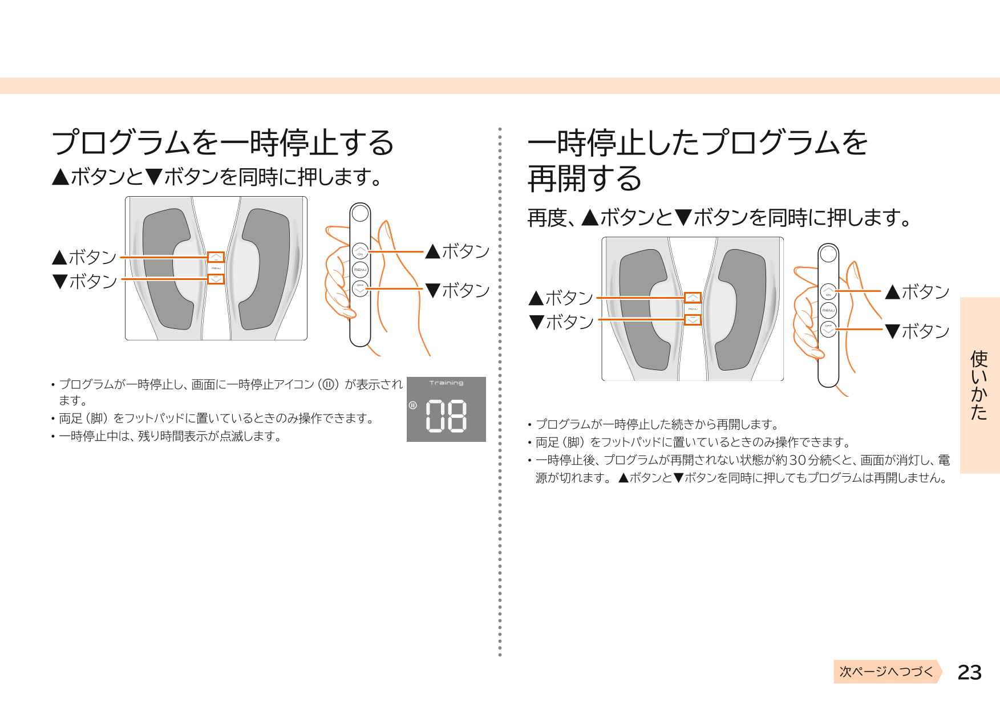 プログラムを一時停止する
▲ボタンと▼ボタンを同時に押します。
▲ボタン
▼ボタン
ON
MENU
OFF
ON
MENU
OFF
▲ボタン
▼ボタン
・プログラムが一時停止し、画面に一時停止アイコン(⏸)が表示され
ます。
・両足(脚)をフットパッドに置いているときのみ操作できます。
・一時停止中は、残り時間表示が点滅します。
Training
08
一時停止したプログラムを
再開する
再度、▲ボタンと▼ボタンを同時に押します。
▲ボタン
▼ボタン
ON
MENU
OFF
ON
MENU
OFF
▲ボタン
▼ボタン
・プログラムが一時停止した続きから再開します。
・両足(脚)をフットパッドに置いているときのみ操作できます。
・一時停止後、プログラムが再開されない状態が約30分続くと、画面が消灯し、電
源が切れます。▲ボタンと▼ボタンを同時に押してもプログラムは再開しません。
使いかた
次ページへつづく
23